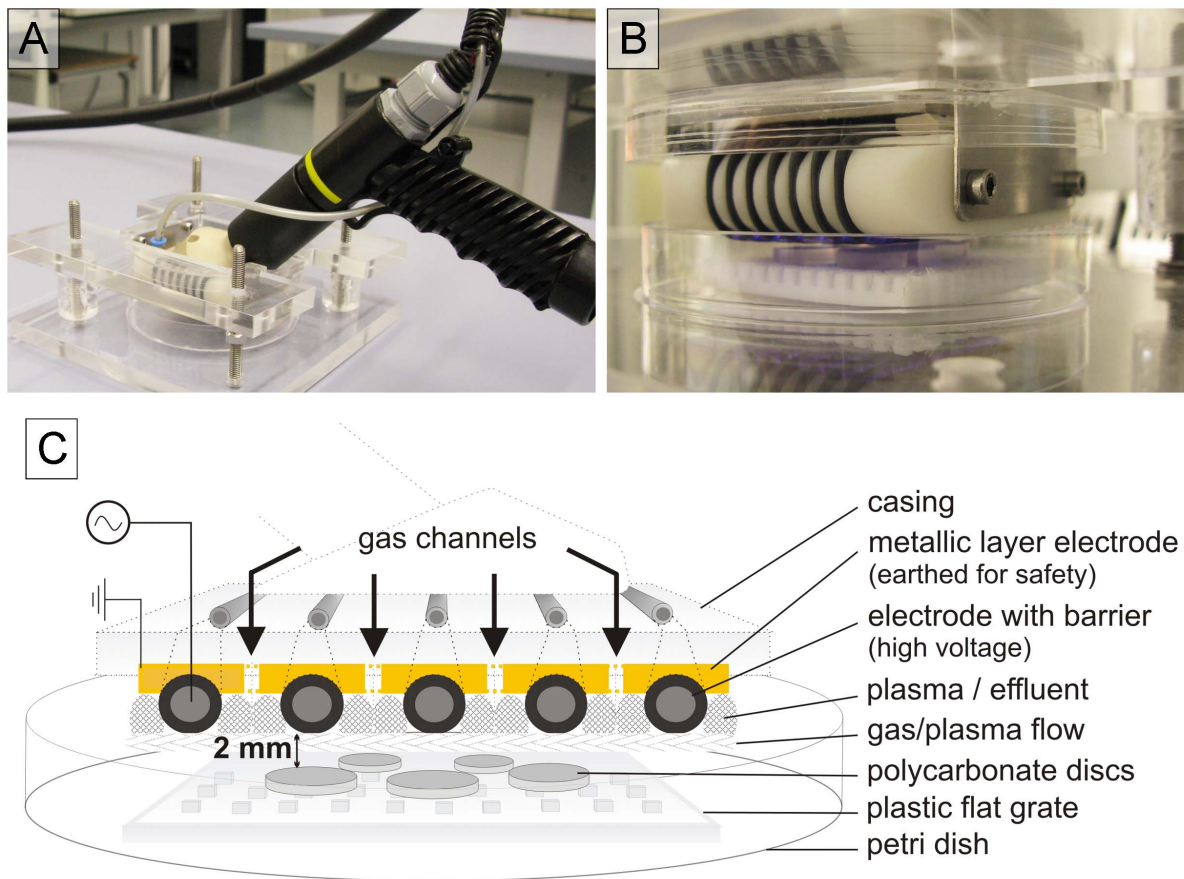 A
B
C
gas channels
casing
metallic layer electrode
(earthed for safety)
electrode with barrier
(high voltage)
plasma / effluent
gas/plasma flow
2 mm
polycarbonate discs
plastic flat grate
petri dish